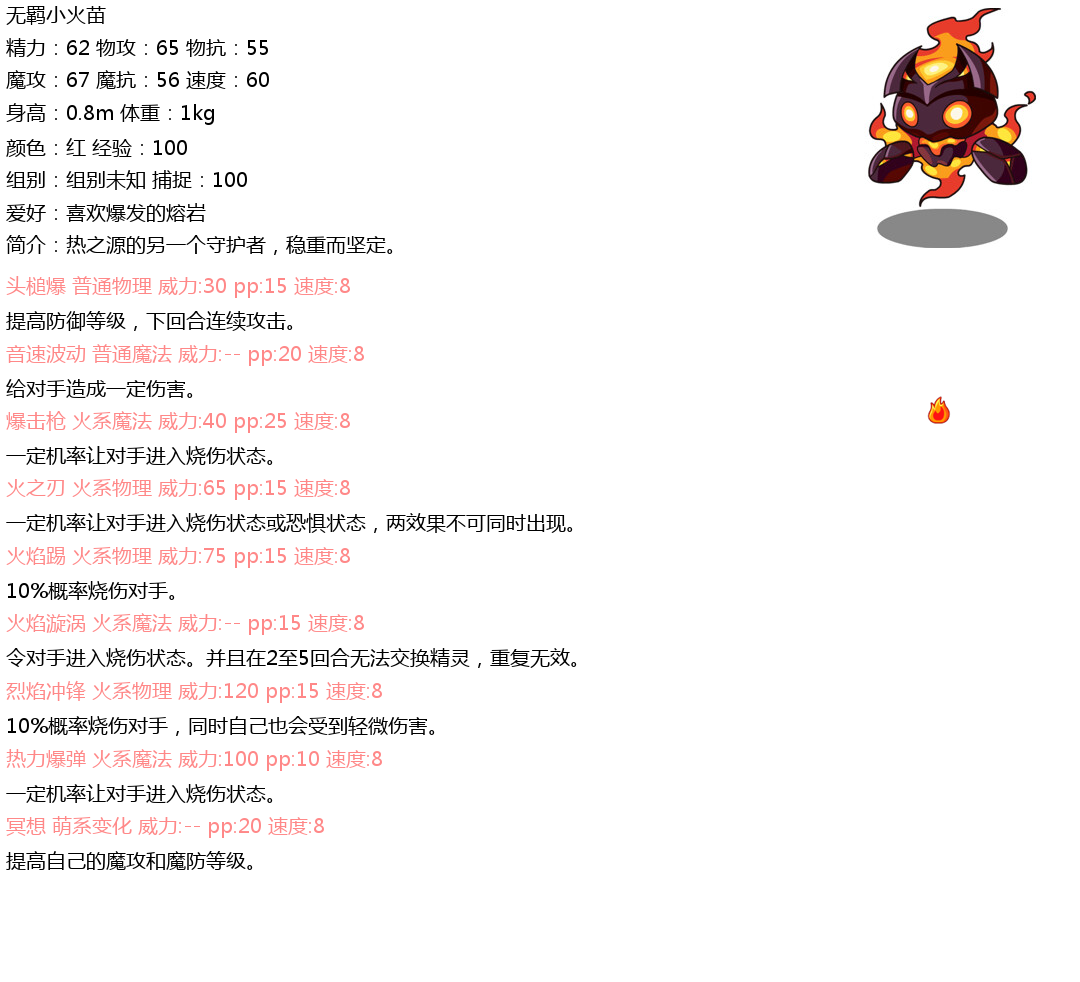 无羁小火苗
精力：62 物攻：65 物抗：55
魔攻：67 魔抗：56 速度：60
身高：0.8m 体重：1kg
颜色：红 经验：100
组别：组别未知 捕捉：100
爱好：喜欢爆发的熔岩
简介：热之源的另一个守护者，稳重而坚定。
头槌爆 普通物理 威力:30 pp:15 速度:8
提高防御等级，下回合连续攻击。
音速波动 普通魔法 威力:-- pp:20 速度:8
给对手造成一定伤害。
爆击枪 火系魔法 威力:40 pp:25 速度:8
一定机率让对手进入烧伤状态。
火之刃 火系物理 威力:65 pp:15 速度:8
一定机率让对手进入烧伤状态或恐惧状态，两效果不可同时出现。
火焰踢 火系物理 威力:75 pp:15 速度:8
10%概率烧伤对手。
火焰漩涡 火系魔法 威力:-- pp:15 速度:8
令对手进入烧伤状态。并且在2至5回合无法交换精灵，重复无效。
烈焰冲锋 火系物理 威力:120 pp:15 速度:8
10%概率烧伤对手，同时自己也会受到轻微伤害。
热力爆弹 火系魔法 威力:100 pp:10 速度:8
一定机率让对手进入烧伤状态。
冥想 萌系变化 威力:-- pp:20 速度:8
提高自己的魔攻和魔防等级。